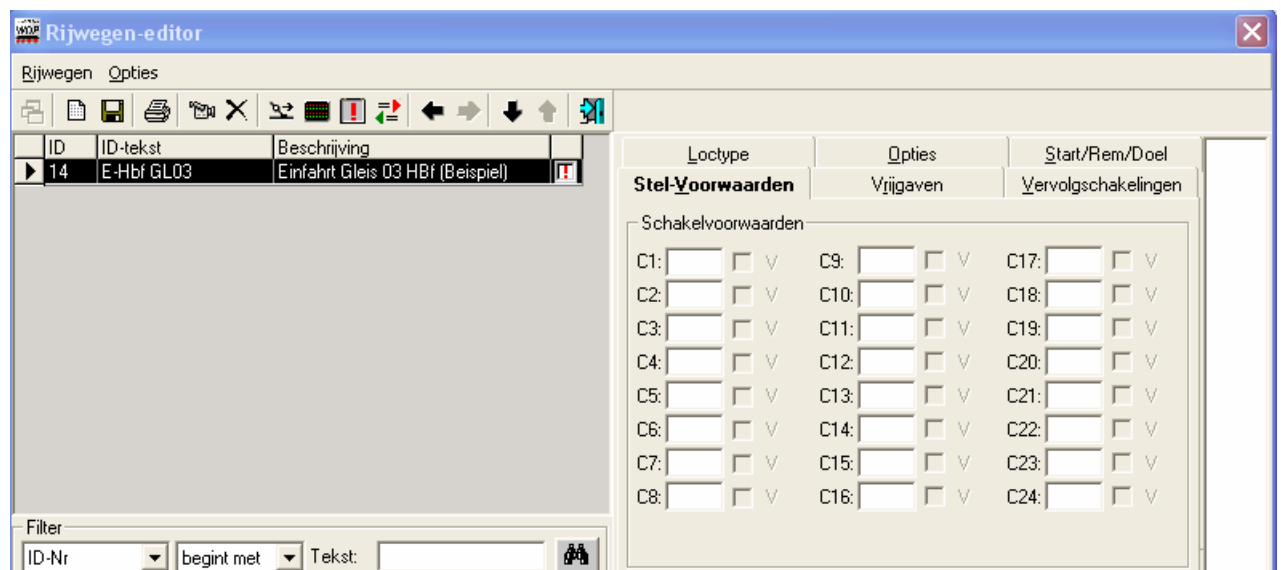 WDP Rijwegen-editor
Rijwegen Opties
ID ID-tekst Beschrijving
14 E-Hbf GL03 Einfahrt Gleis 03 HBf (Beispiel)
Filter
ID-Nr begint met Tekst:
Loctype Opties Start/Rem/Doel
Stel-Voorwaarden Vrijgaven Vervolgschakelingen
Schakelvoorwaarden
C1: V C9: V C17: V
C2: V C10: V C18: V
C3: V C11: V C19: V
C4: V C12: V C20: V
C5: V C13: V C21: V
C6: V C14: V C22: V
C7: V C15: V C23: V
C8: V C16: V C24: V